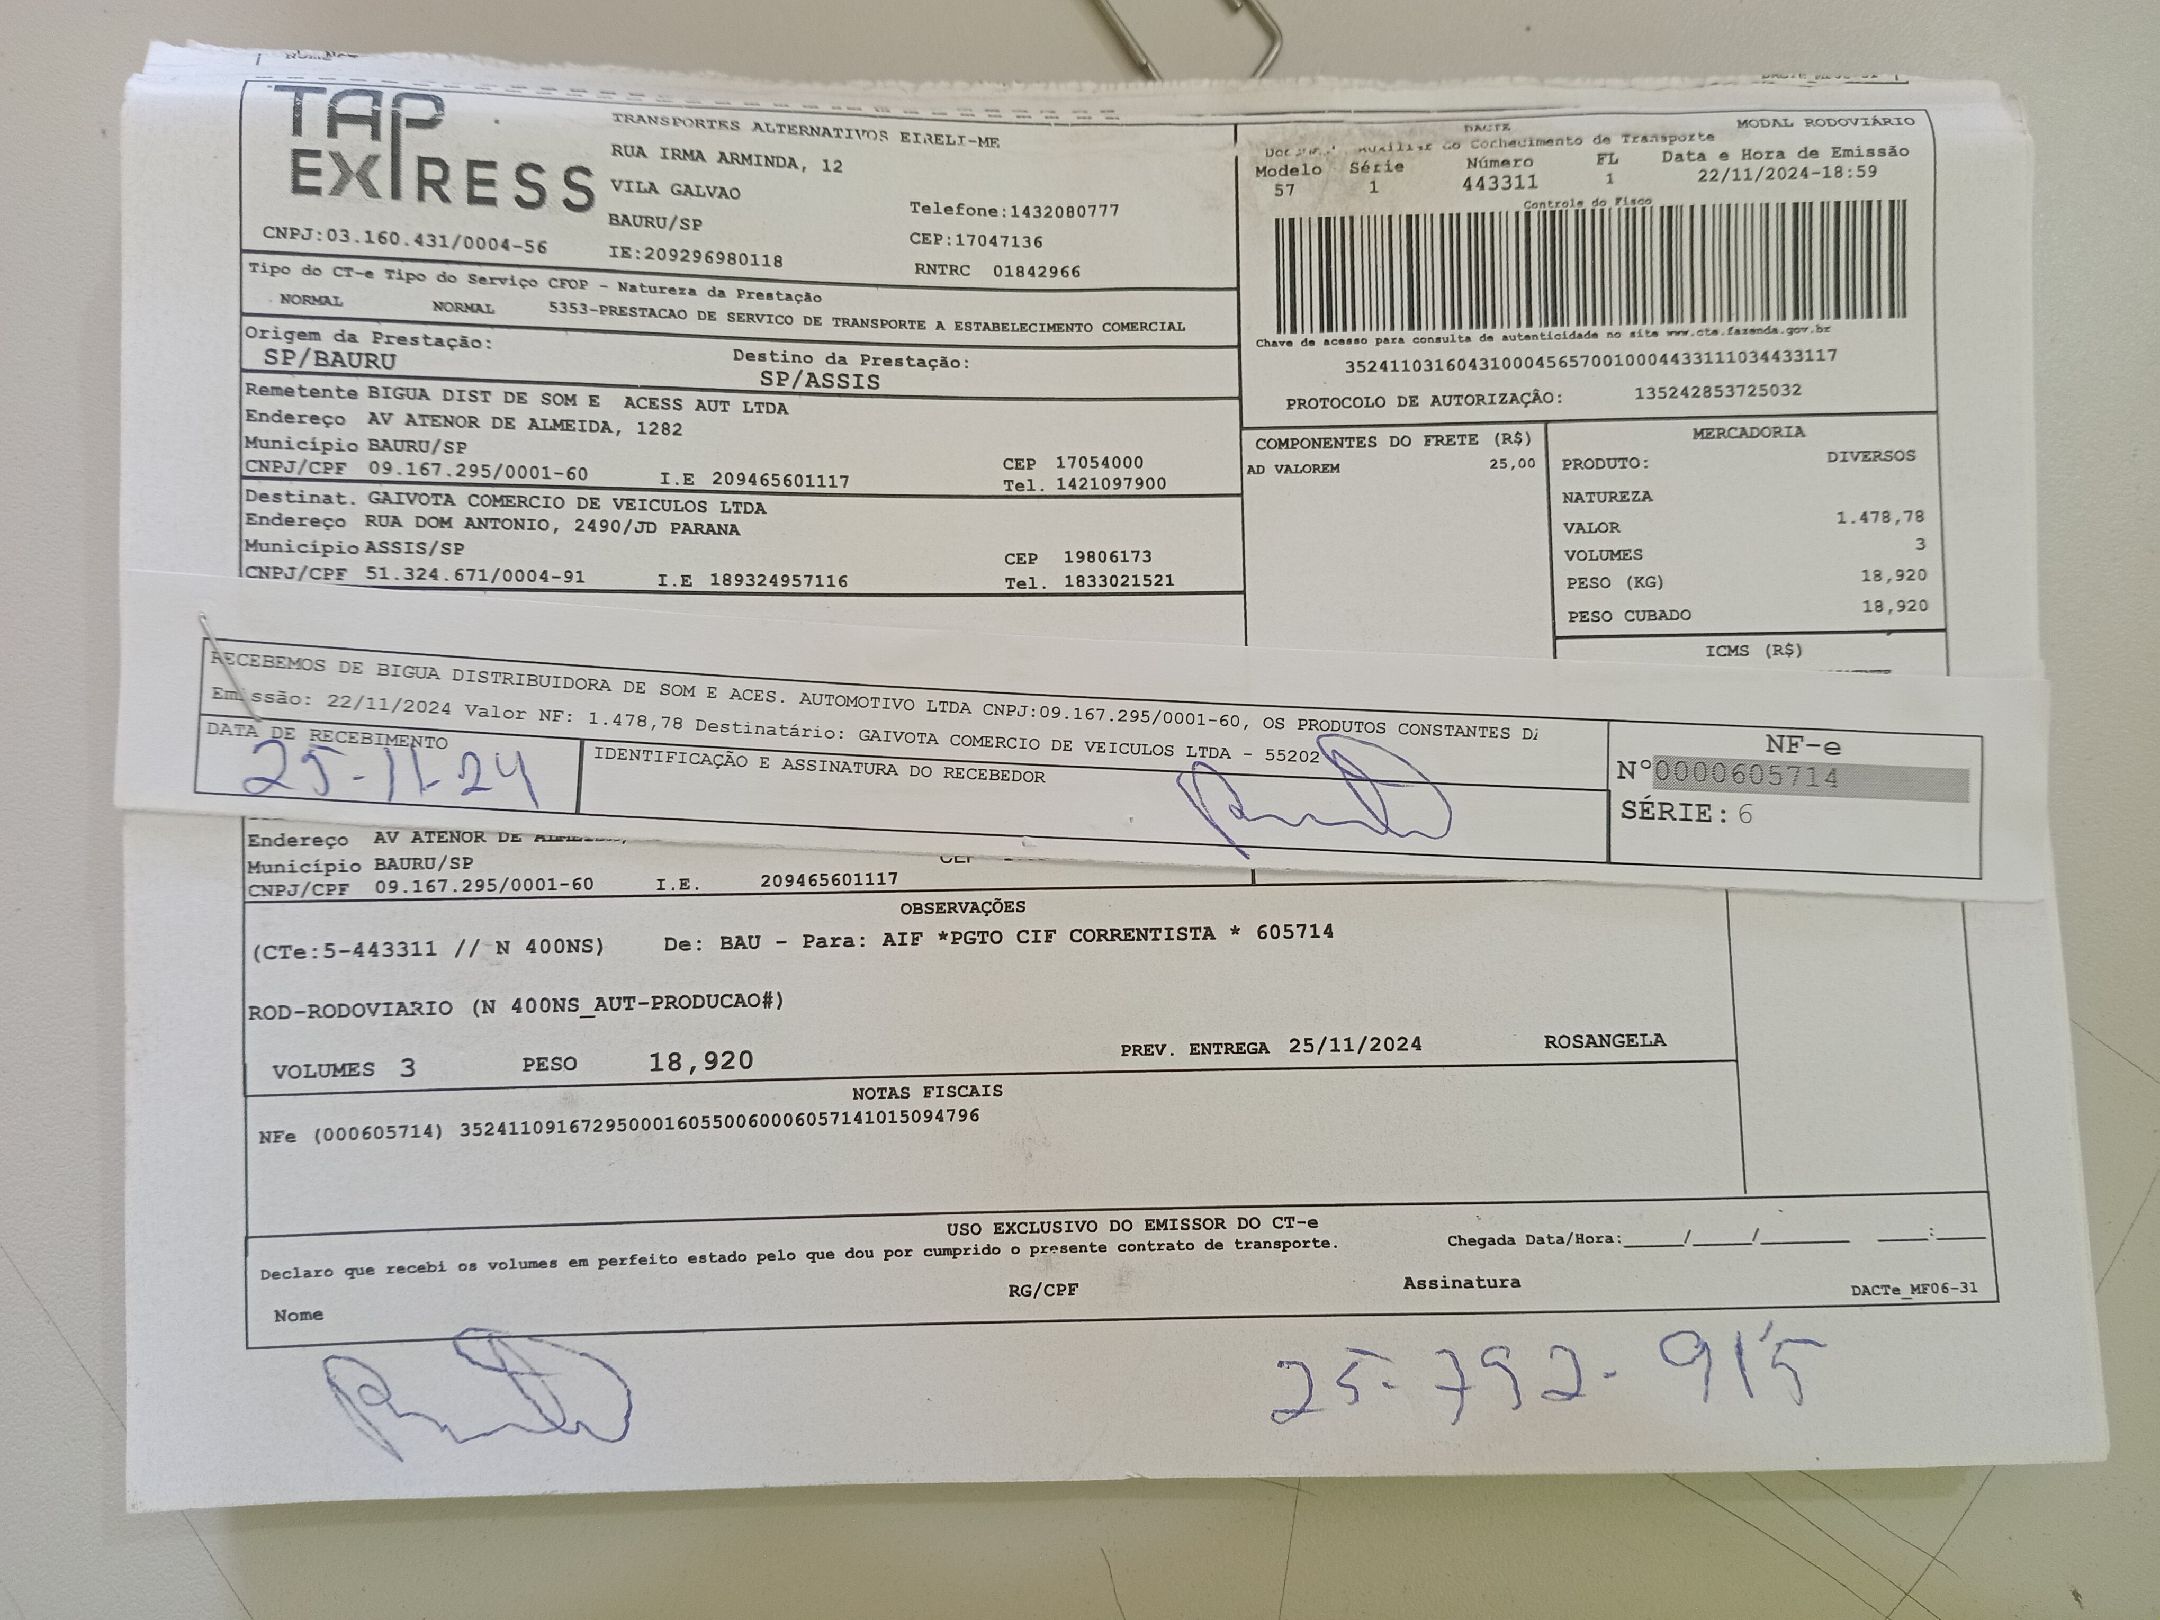 TAP EXPRESS
TRANSPORTES ALTERNATIVOS EIRELI-ME
RUA IRMA ARMINDA, 12
VILA GALVAO
BAURU/SP
Telefone:1432080777
CEP:17047136
CNPJ:03.160.431/0004-56
IE:209296980118
RNTRC 01842966
Tipo do CT-e Tipo do Serviço CFOP - Natureza da Prestação
NORMAL NORMAL 5353-PRESTACAO DE SERVICO DE TRANSPORTE A ESTABELECIMENTO COMERCIAL
Origem da Prestação:
SP/BAURU
Destino da Prestação:
SP/ASSIS
Remetente BIGUA DIST DE SOM E ACESS AUT LTDA
Endereço AV ATENOR DE ALMEIDA, 1282
Município BAURU/SP
CEP 17054000
CNPJ/CPF 09.167.295/0001-60 I.E 209465601117
Tel. 1421097900
Destinat. GAIVOTA COMERCIO DE VEICULOS LTDA
Endereço RUA DOM ANTONIO, 2490/JD PARANA
Município ASSIS/SP
CEP 19806173
CNPJ/CPF 51.324.671/0004-91 I.E 189324957116
Tel. 1833021521
DACTE
MODAL RODOVIÁRIO
Auxiliar do Conhecimento de Transporte
Modelo Série Número FL Data e Hora de Emissão
57 1 443311 1 22/11/2024-18:59
Controle do Fisco
Chave de acesso para consulta de autenticidade no site www.cte.fazenda.gov.br
35241103160431000456570010004433111034433117
PROTOCOLO DE AUTORIZAÇÃO: 135242853725032
COMPONENTES DO FRETE (R$)
AD VALOREM 25,00
MERCADORIA
PRODUTO: DIVERSOS
NATUREZA
VALOR 1.478,78
VOLUMES 3
PESO (KG) 18,920
PESO CUBADO 18,920
ICMS (R$)
RECEBEMOS DE BIGUA DISTRIBUIDORA DE SOM E ACES. AUTOMOTIVO LTDA CNPJ:09.167.295/0001-60, OS PRODUTOS CONSTANTES
Emissão: 22/11/2024 Valor NF: 1.478,78 Destinatário: GAIVOTA COMERCIO DE VEICULOS LTDA - 55202
DATA DE RECEBIMENTO
25-11-24
IDENTIFICAÇÃO E ASSINATURA DO RECEBEDOR
NF-e
N°0000605714
SÉRIE: 6
Endereço AV ATENOR DE ALMEIDA,
Município BAURU/SP
CNPJ/CPF 09.167.295/0001-60 I.E. 209465601117
OBSERVAÇÕES
(CTe:5-443311 // N 400NS) De: BAU - Para: AIF *PGTO CIF CORRENTISTA * 605714
ROD-RODOVIARIO (N 400NS_AUT-PRODUCAO#)
VOLUMES 3 PESO 18,920 PREV. ENTREGA 25/11/2024 ROSANGELA
NOTAS FISCAIS
NFe (000605714) 35241109167295000160550060006057141015094796
USO EXCLUSIVO DO EMISSOR DO CT-e
Declaro que recebi os volumes em perfeito estado pelo que dou por cumprido o presente contrato de transporte.
Chegada Data/Hora:_____/_____/________ ____:____
Nome RG/CPF Assinatura DACTe_MF06-31
25-792-915